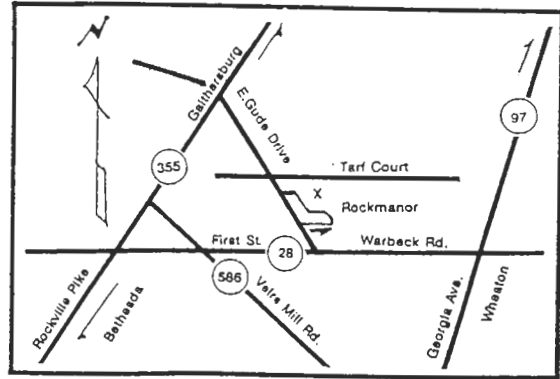 N
Gaithersburg
E. Gude Drive
97
355
Tarf Court
X
Rockmanor
First St.
28
Warbeck Rd.
586
Rockville Pike
Bethesda
Veirs Mill Rd.
Georgia Ave.
Wheaton